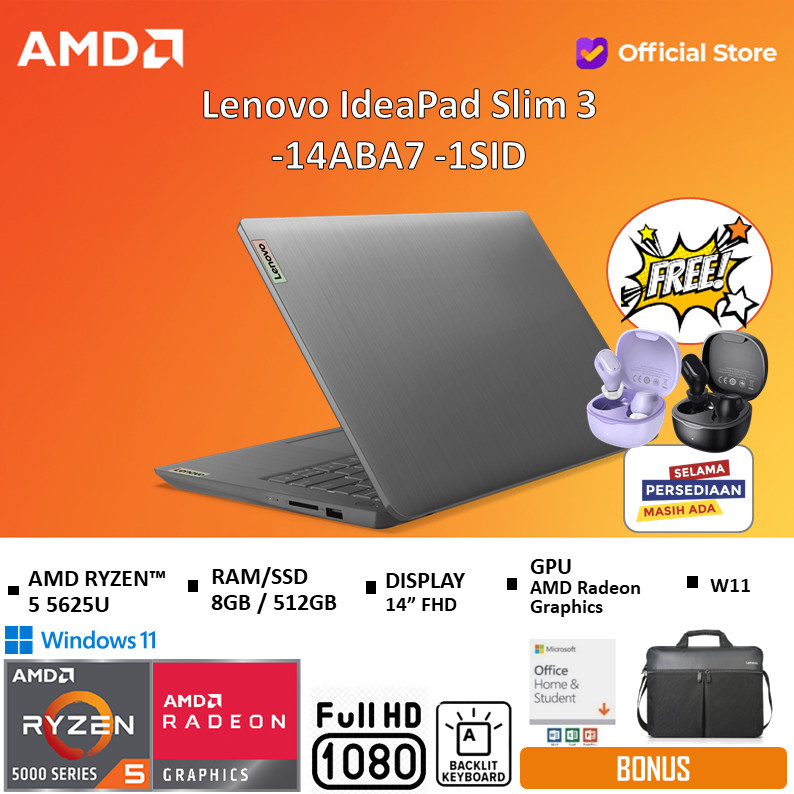 AMD
Official Store
Lenovo IdeaPad Slim 3
-14ABA7 -1SID
Lenovo
FREE!
Lenovo
SELAMA
PERSEDIAAN
MASIH ADA
AMD RYZEN™
5 5625U
RAM/SSD
8GB / 512GB
DISPLAY
14” FHD
GPU
AMD Radeon
Graphics
W11
Windows 11
AMD
RYZEN
5000 SERIES 5
AMD
RADEON
GRAPHICS
Full HD
1080
A
BACKLIT
KEYBOARD
Microsoft
Office
Home &
Student
BONUS